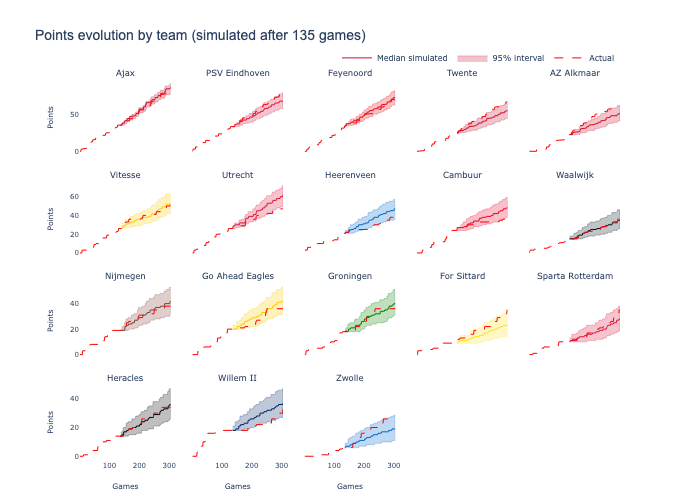 Points evolution by team (simulated after 135 games)
Median simulated 95% interval Actual
Ajax PSV Eindhoven Feyenoord Twente AZ Alkmaar
50
0
Points
Vitesse Utrecht Heerenveen Cambuur Waalwijk
60
40
20
0
Points
Nijmegen Go Ahead Eagles Groningen For Sittard Sparta Rotterdam
40
20
0
Points
Heracles Willem II Zwolle
40
20
0
Points
100 200 300 100 200 300 100 200 300
Games Games Games